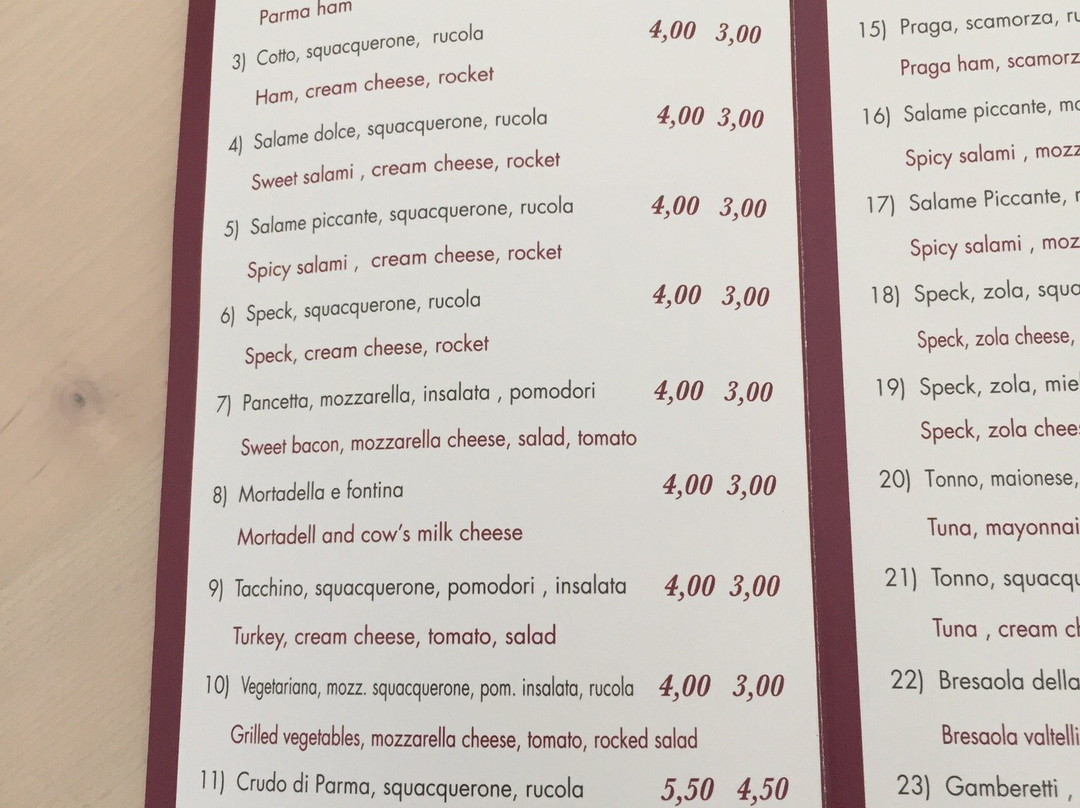 Parma ham
3) Cotto, squacquerone, rucola 4,00 3,00
Ham, cream cheese, rocket
4) Salame dolce, squacquerone, rucola 4,00 3,00
Sweet salami , cream cheese, rocket
5) Salame piccante, squacquerone, rucola 4,00 3,00
Spicy salami , cream cheese, rocket
6) Speck, squacquerone, rucola 4,00 3,00
Speck, cream cheese, rocket
7) Pancetta, mozzarella, insalata , pomodori 4,00 3,00
Sweet bacon, mozzarella cheese, salad, tomato
8) Mortadella e fontina 4,00 3,00
Mortadell and cow's milk cheese
9) Tacchino, squacquerone, pomodori , insalata 4,00 3,00
Turkey, cream cheese, tomato, salad
10) Vegetariana, mozz. squacquerone, pom. insalata, rucola 4,00 3,00
Grilled vegetables, mozzarella cheese, tomato, rocked salad
11) Crudo di Parma, squacquerone, rucola 5,50 4,50
15) Praga, scamorza,
Praga ham,
16) Salame piccante,
Spicy salami ,
17) Salame Piccante,
Spicy salami ,
18) Speck, zola,
Speck, zola cheese,
19) Speck, zola,
Speck, zola
20) Tonno, maionese,
Tuna,
21) Tonno,
Tuna , cream
22) Bresaola della
Bresaola
23) Gamberetti ,